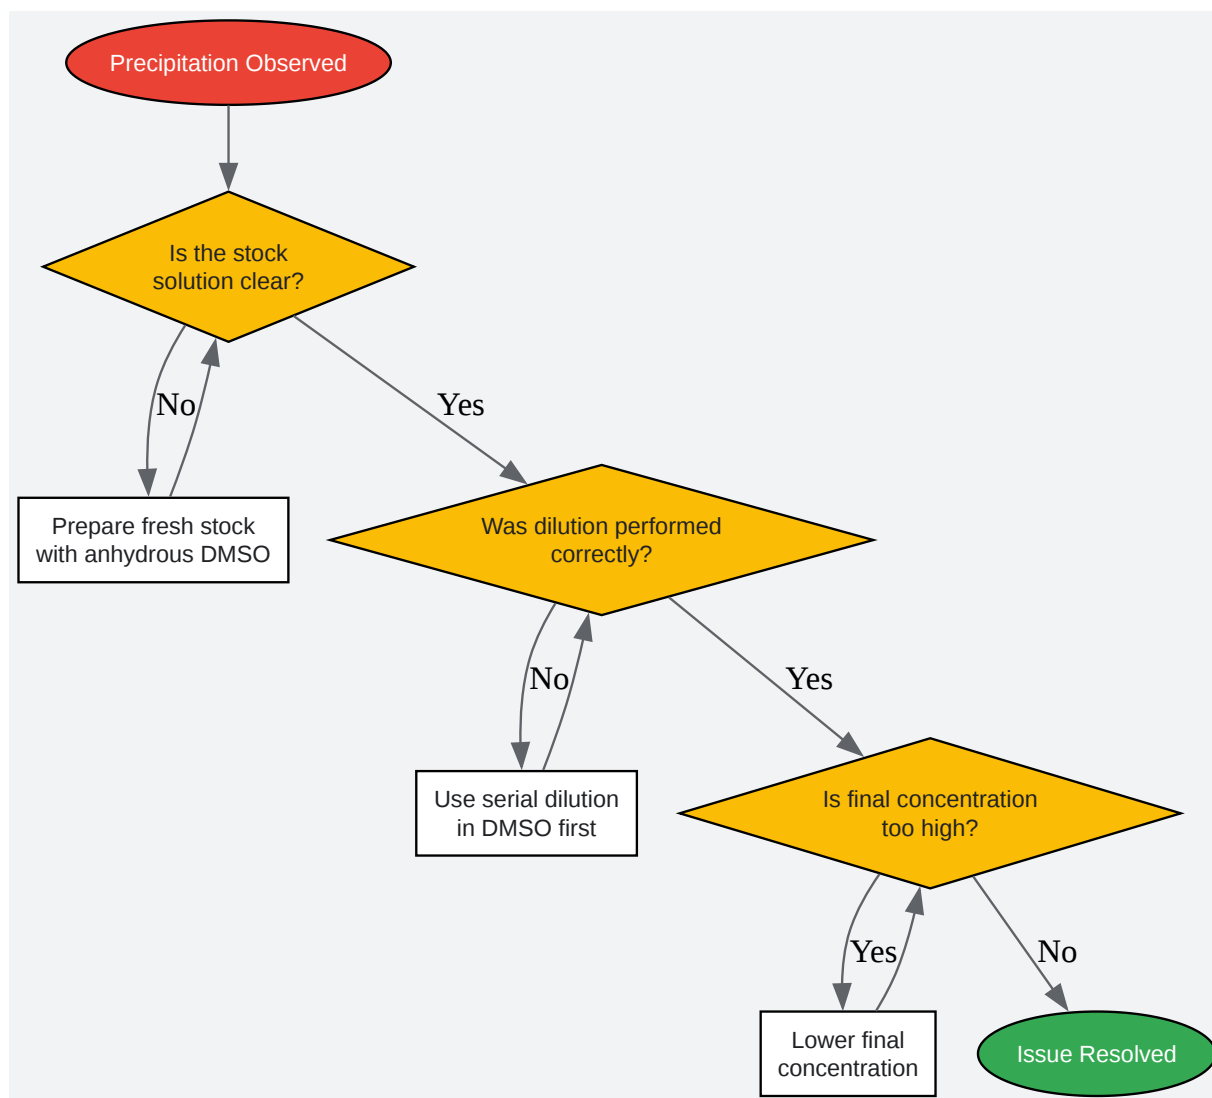 Precipitation Observed
Is the stock
solution clear?
No
Yes
Prepare fresh stock
with anhydrous DMSO
Was dilution performed
correctly?
No
Yes
Use serial dilution
in DMSO first
Is final concentration
too high?
Yes
No
Lower final
concentration
Issue Resolved